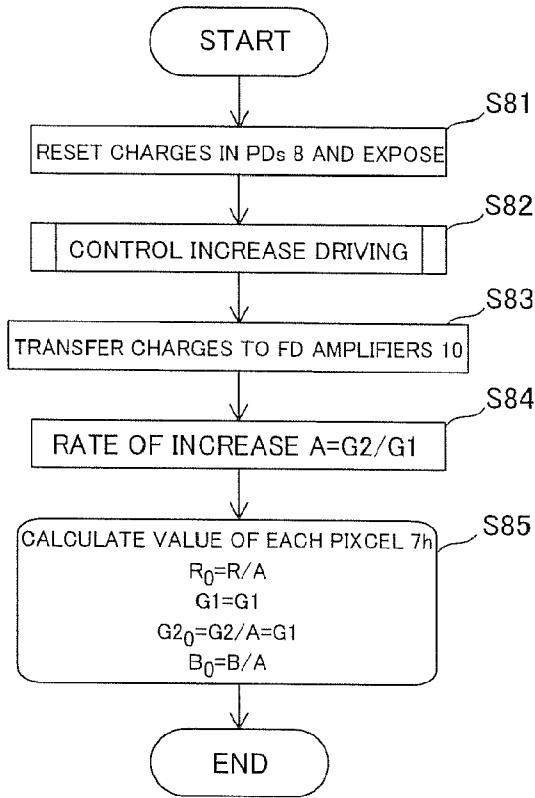 START
S81
RESET CHARGES IN PDs 8 AND EXPOSE
S82
CONTROL INCREASE DRIVING
S83
TRANSFER CHARGES TO FD AMPLIFIERS 10
S84
RATE OF INCREASE A=G2/G1
S85
CALCULATE VALUE OF EACH PIXCEL 7h
R₀=R/A
G1=G1
G2₀=G2/A=G1
B₀=B/A
END